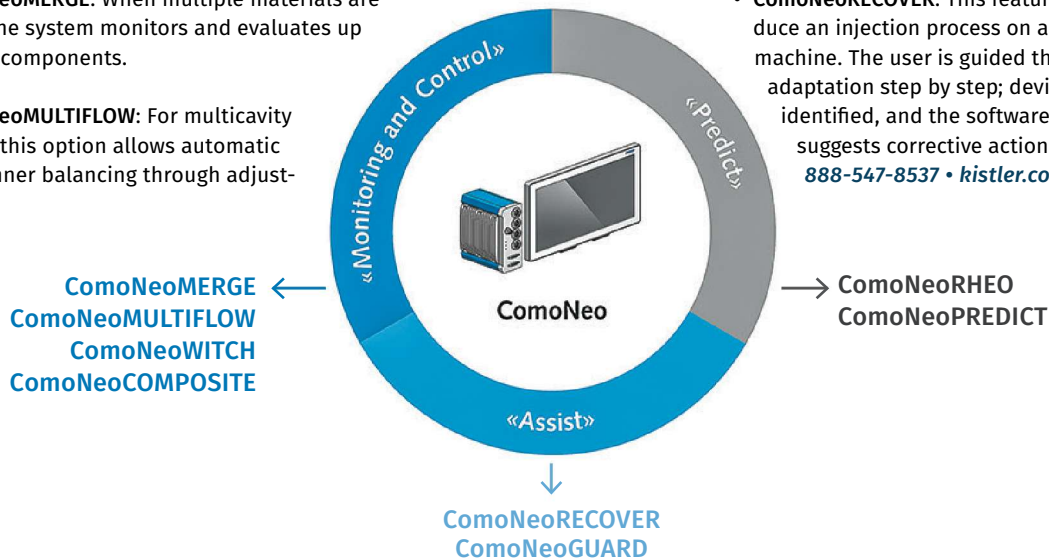 eoMERGE: When multiple materials are
ne system monitors and evaluates up
components.
eoMULTIFLOW: For multicavity
this option allows automatic
nner balancing through adjust-
• ComoNeoRECOVER: This featur
duce an injection process on a
machine. The user is guided th
adaptation step by step; devi
identified, and the software
suggests corrective action
888-547-8537 • kistler.co
«Monitoring and Control»
«Predict»
ComoNeo
«Assist»
ComoNeoMERGE
ComoNeoMULTIFLOW
ComoNeoWITCH
ComoNeoCOMPOSITE
ComoNeoRHEO
ComoNeoPREDICT
ComoNeoRECOVER
ComoNeoGUARD